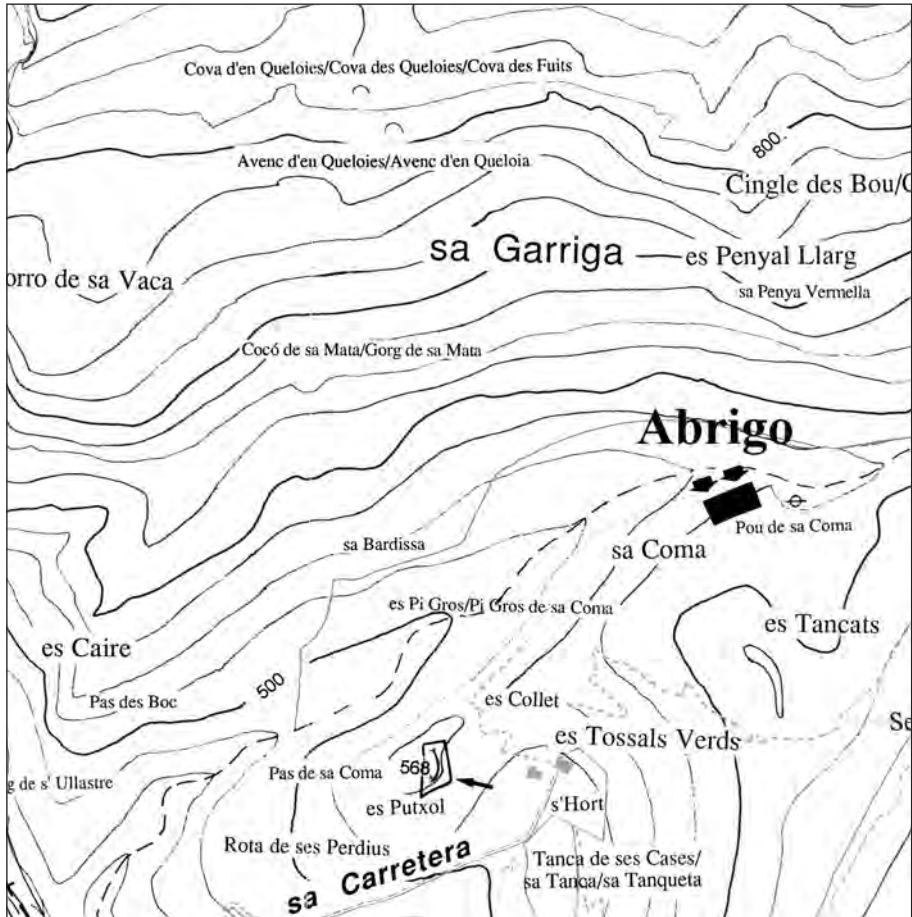 Cova d'en Queloies/Cova des Queloies/Cova des Fuits
800
Avenc d'en Queloies/Avenc d'en Queloia
Cingle des Bou/C
sa Garriga
es Penyal Llarg
orro de sa Vaca
sa Penya Vermella
Cocó de sa Mata/Gorg de sa Mata
Abrigo
Pou de sa Coma
sa Bardissa
sa Coma
es Pi Gros/Pi Gros de sa Coma
es Tancats
es Caire
500
Pas des Boc
es Collet
Se
es Tossals Verds
Pas de sa Coma
568
g de s' Ullastre
es Putxol
s'Hort
Rota de ses Perdius
sa Carretera
Tanca de ses Cases/
sa Tanca/sa Tanqueta